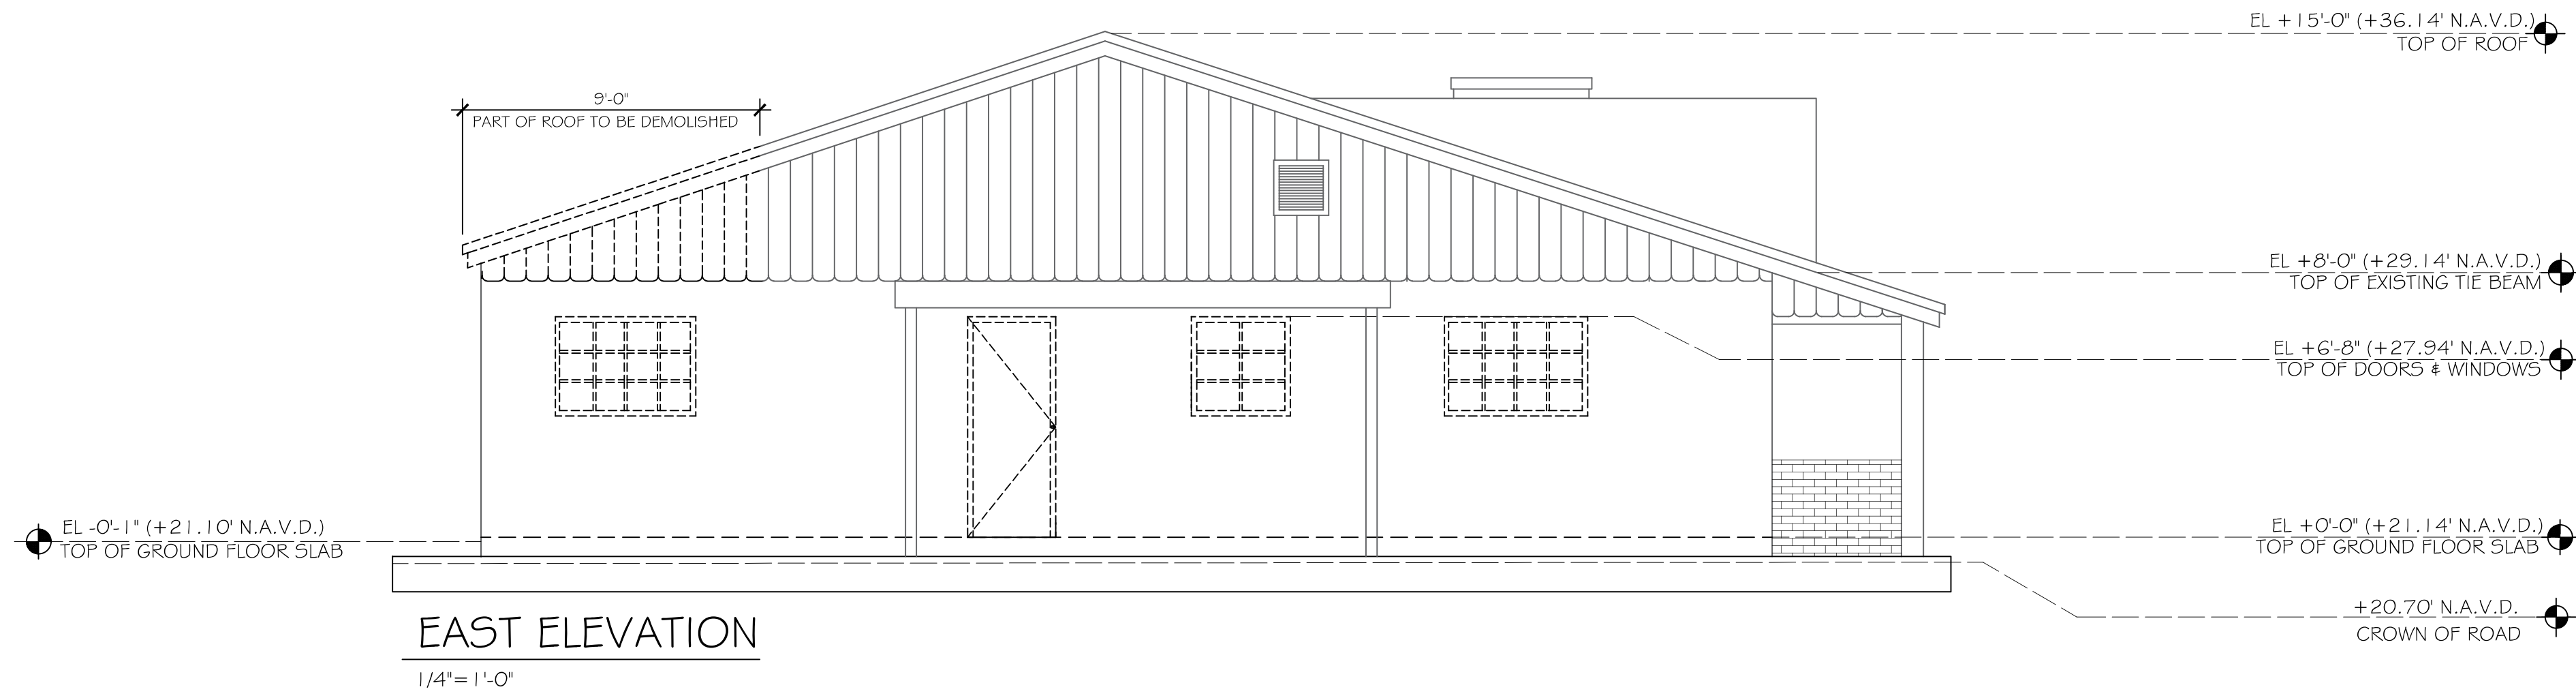 EL +15'-0" (+36.14' N.A.V.D.)
TOP OF ROOF
9'-0"
PART OF ROOF TO BE DEMOLISHED
EL +8'-0" (+29.14' N.A.V.D.)
TOP OF EXISTING TIE BEAM
EL +6'-8" (+27.94' N.A.V.D.)
TOP OF DOORS & WINDOWS
EL -0'-1" (+21.10' N.A.V.D.)
TOP OF GROUND FLOOR SLAB
EL +0'-0" (+21.14' N.A.V.D.)
TOP OF GROUND FLOOR SLAB
+20.70' N.A.V.D.
CROWN OF ROAD
EAST ELEVATION
1/4"= 1'-0"